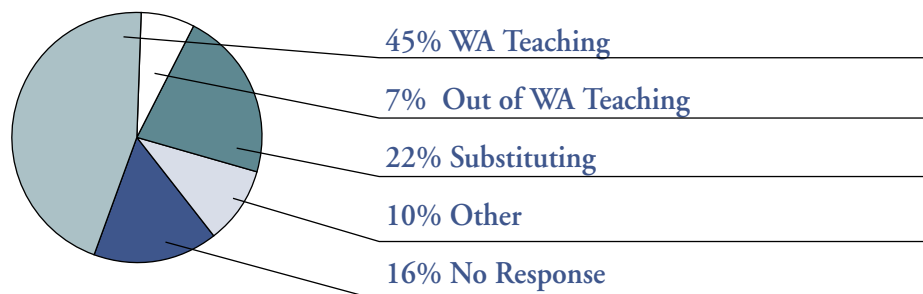 45% WA Teaching
7% Out of WA Teaching
22% Substituting
10% Other
16% No Response